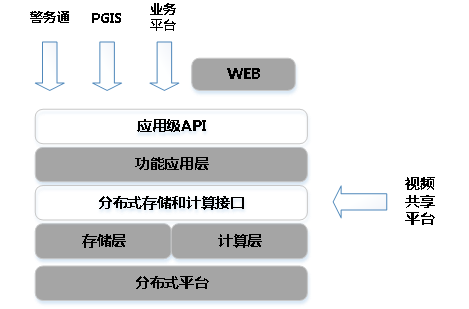 警务通
PGIS
业务
平台
WEB
应用级API
功能应用层
分布式存储和计算接口
视频
共享
平台
存储层
计算层
分布式平台